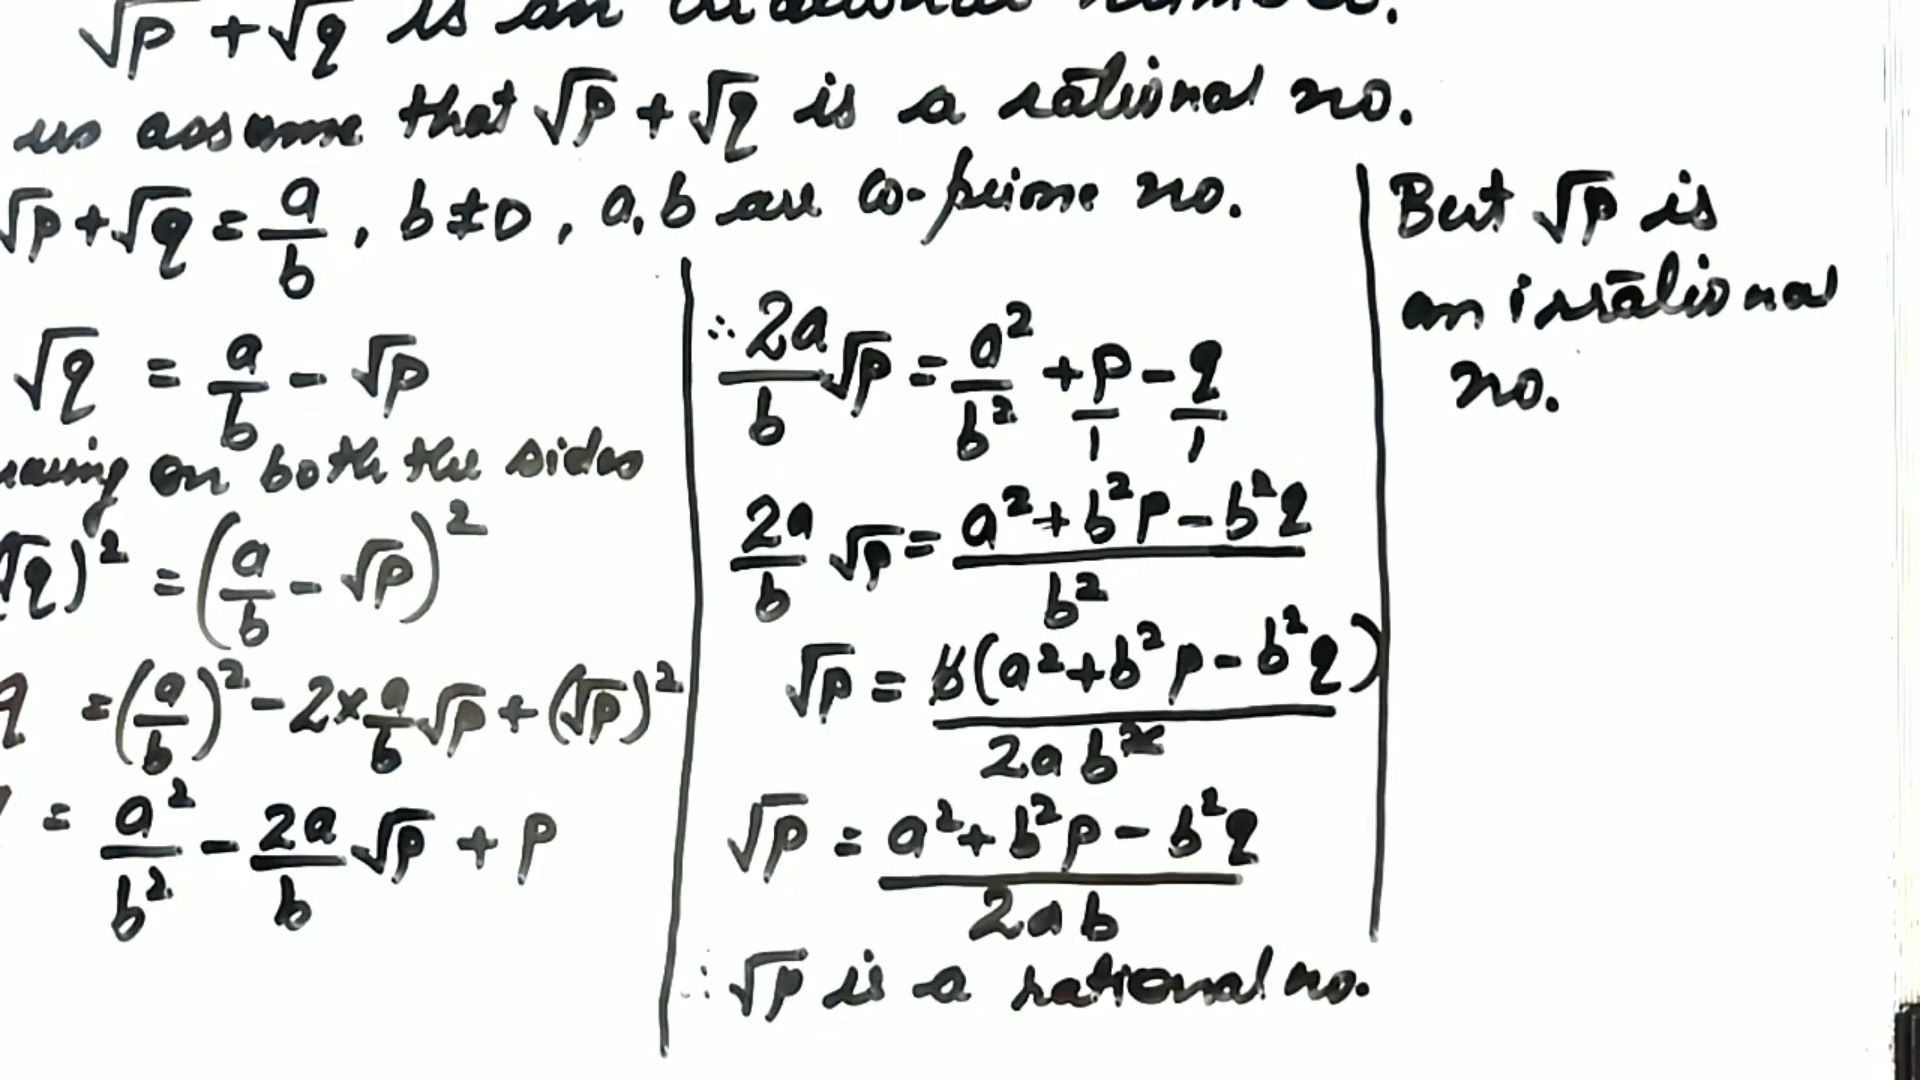 √p + √q is an irrational number.
us assume that √p + √q is a rational no.
√p + √q = a/b, b ≠ 0, a, b are co-prime no.
√q = a/b - √p
on both the sides
√q)² = (a/b - √p)²
q = (a/b)² - 2 × a/b √p + (√p)²
= a²/b² - 2a/b √p + p
∴ 2a/b √p = a²/b² + p/1 - q/1
2a/b √p = (a² + b²p - b²q)/b²
√p = b(a² + b²p - b²q)/2ab²
√p = (a² + b²p - b²q)/2ab
∴ √p is a rational no.
But √p is
an irrational
no.